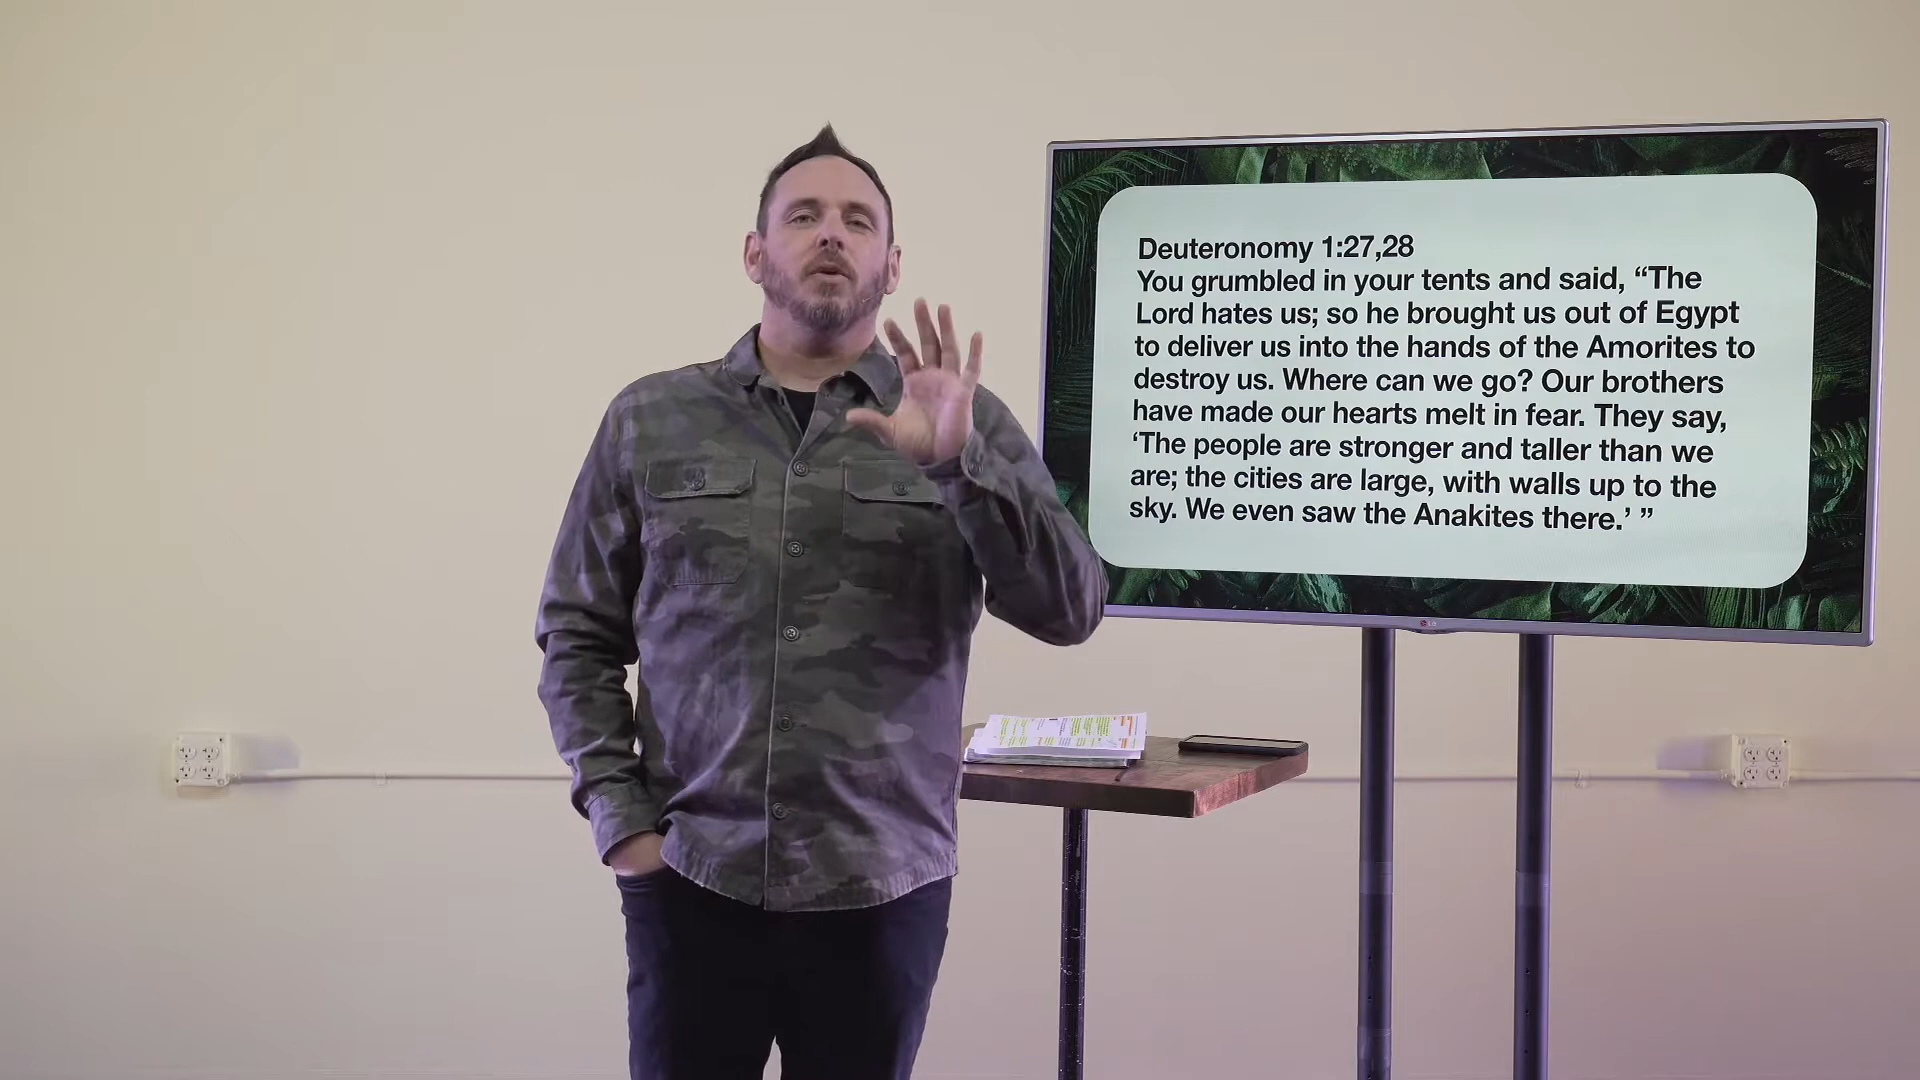 Deuteronomy 1:27,28
You grumbled in your tents and said, “The
Lord hates us; so he brought us out of Egypt
to deliver us into the hands of the Amorites to
destroy us. Where can we go? Our brothers
have made our hearts melt in fear. They say,
‘The people are stronger and taller than we
are; the cities are large, with walls up to the
sky. We even saw the Anakites there.’ ”
LG